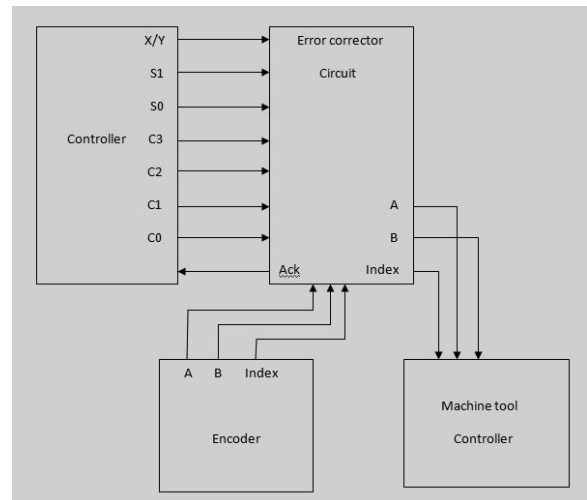 Controller
X/Y
S1
S0
C3
C2
C1
C0
Error corrector
Circuit
A
B
Ack
Index
A B Index
Encoder
Machine tool
Controller